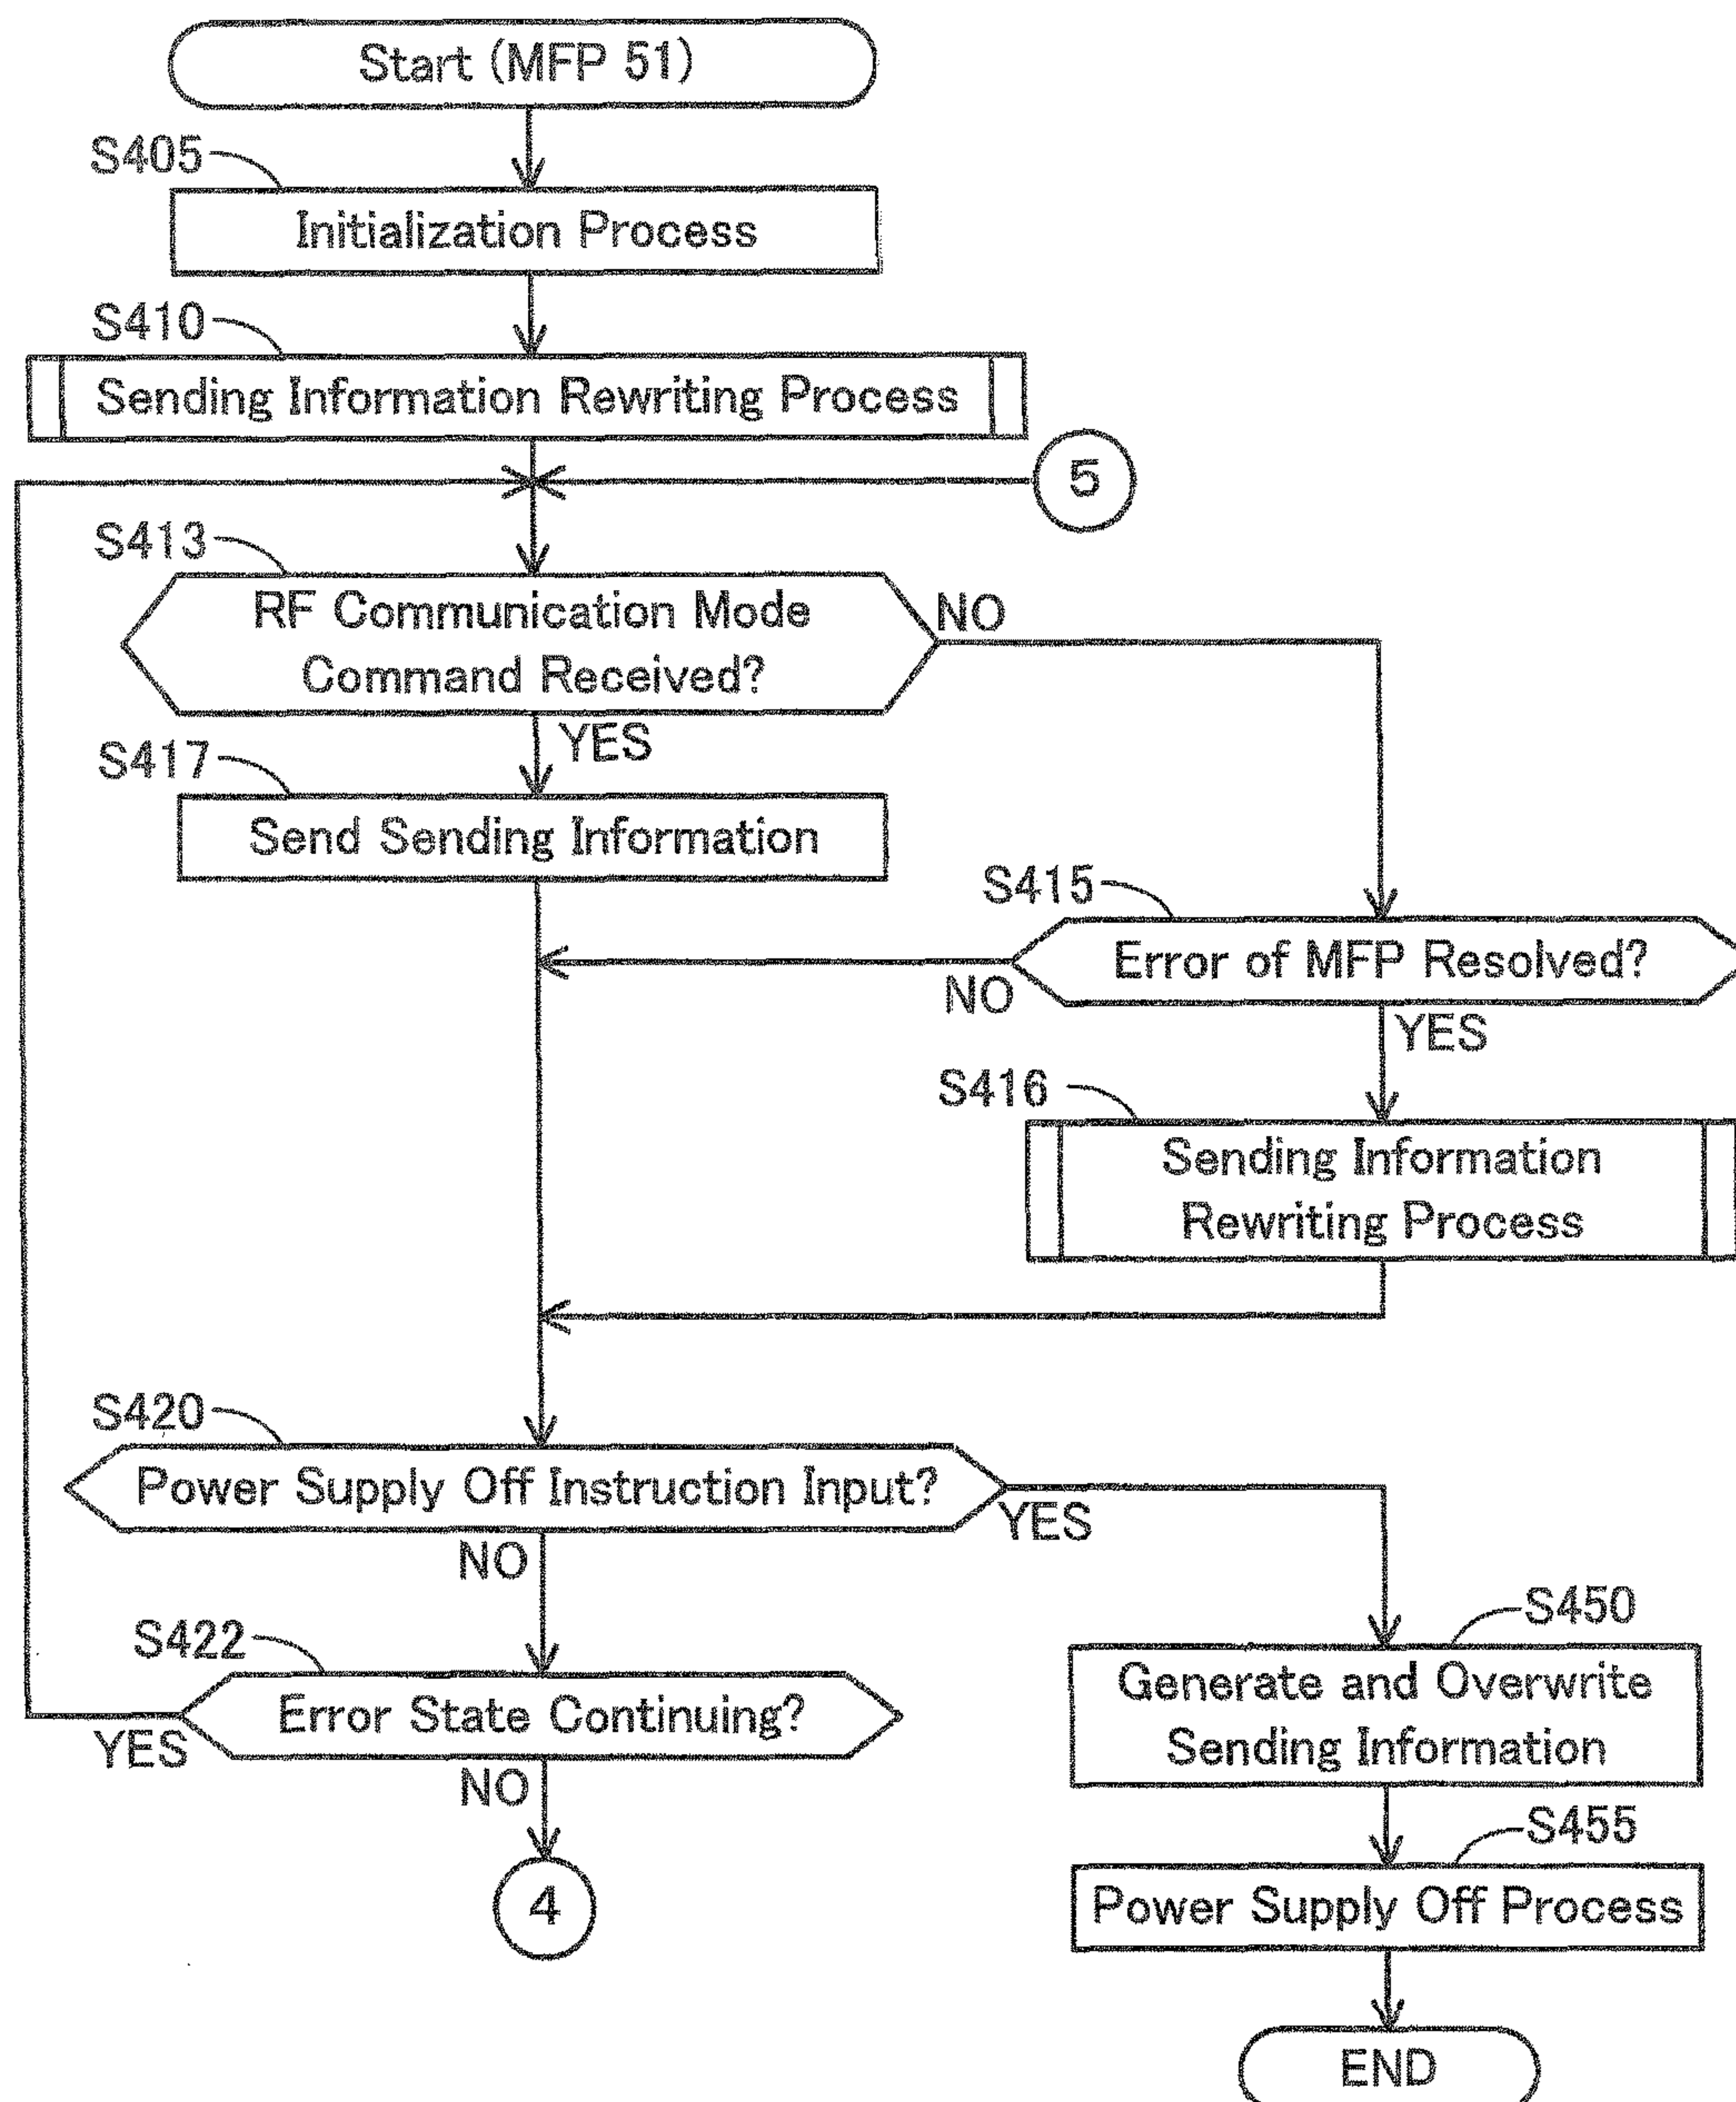 Start (MFP 51)
S405
Initialization Process
S410
Sending Information Rewriting Process
5
S413
RF Communication Mode
Command Received?
NO
YES
S417
Send Sending Information
S415
Error of MFP Resolved?
NO
YES
S416
Sending Information
Rewriting Process
S420
Power Supply Off Instruction Input?
YES
NO
S450
Generate and Overwrite
Sending Information
S422
Error State Continuing?
YES
NO
S455
Power Supply Off Process
4
END